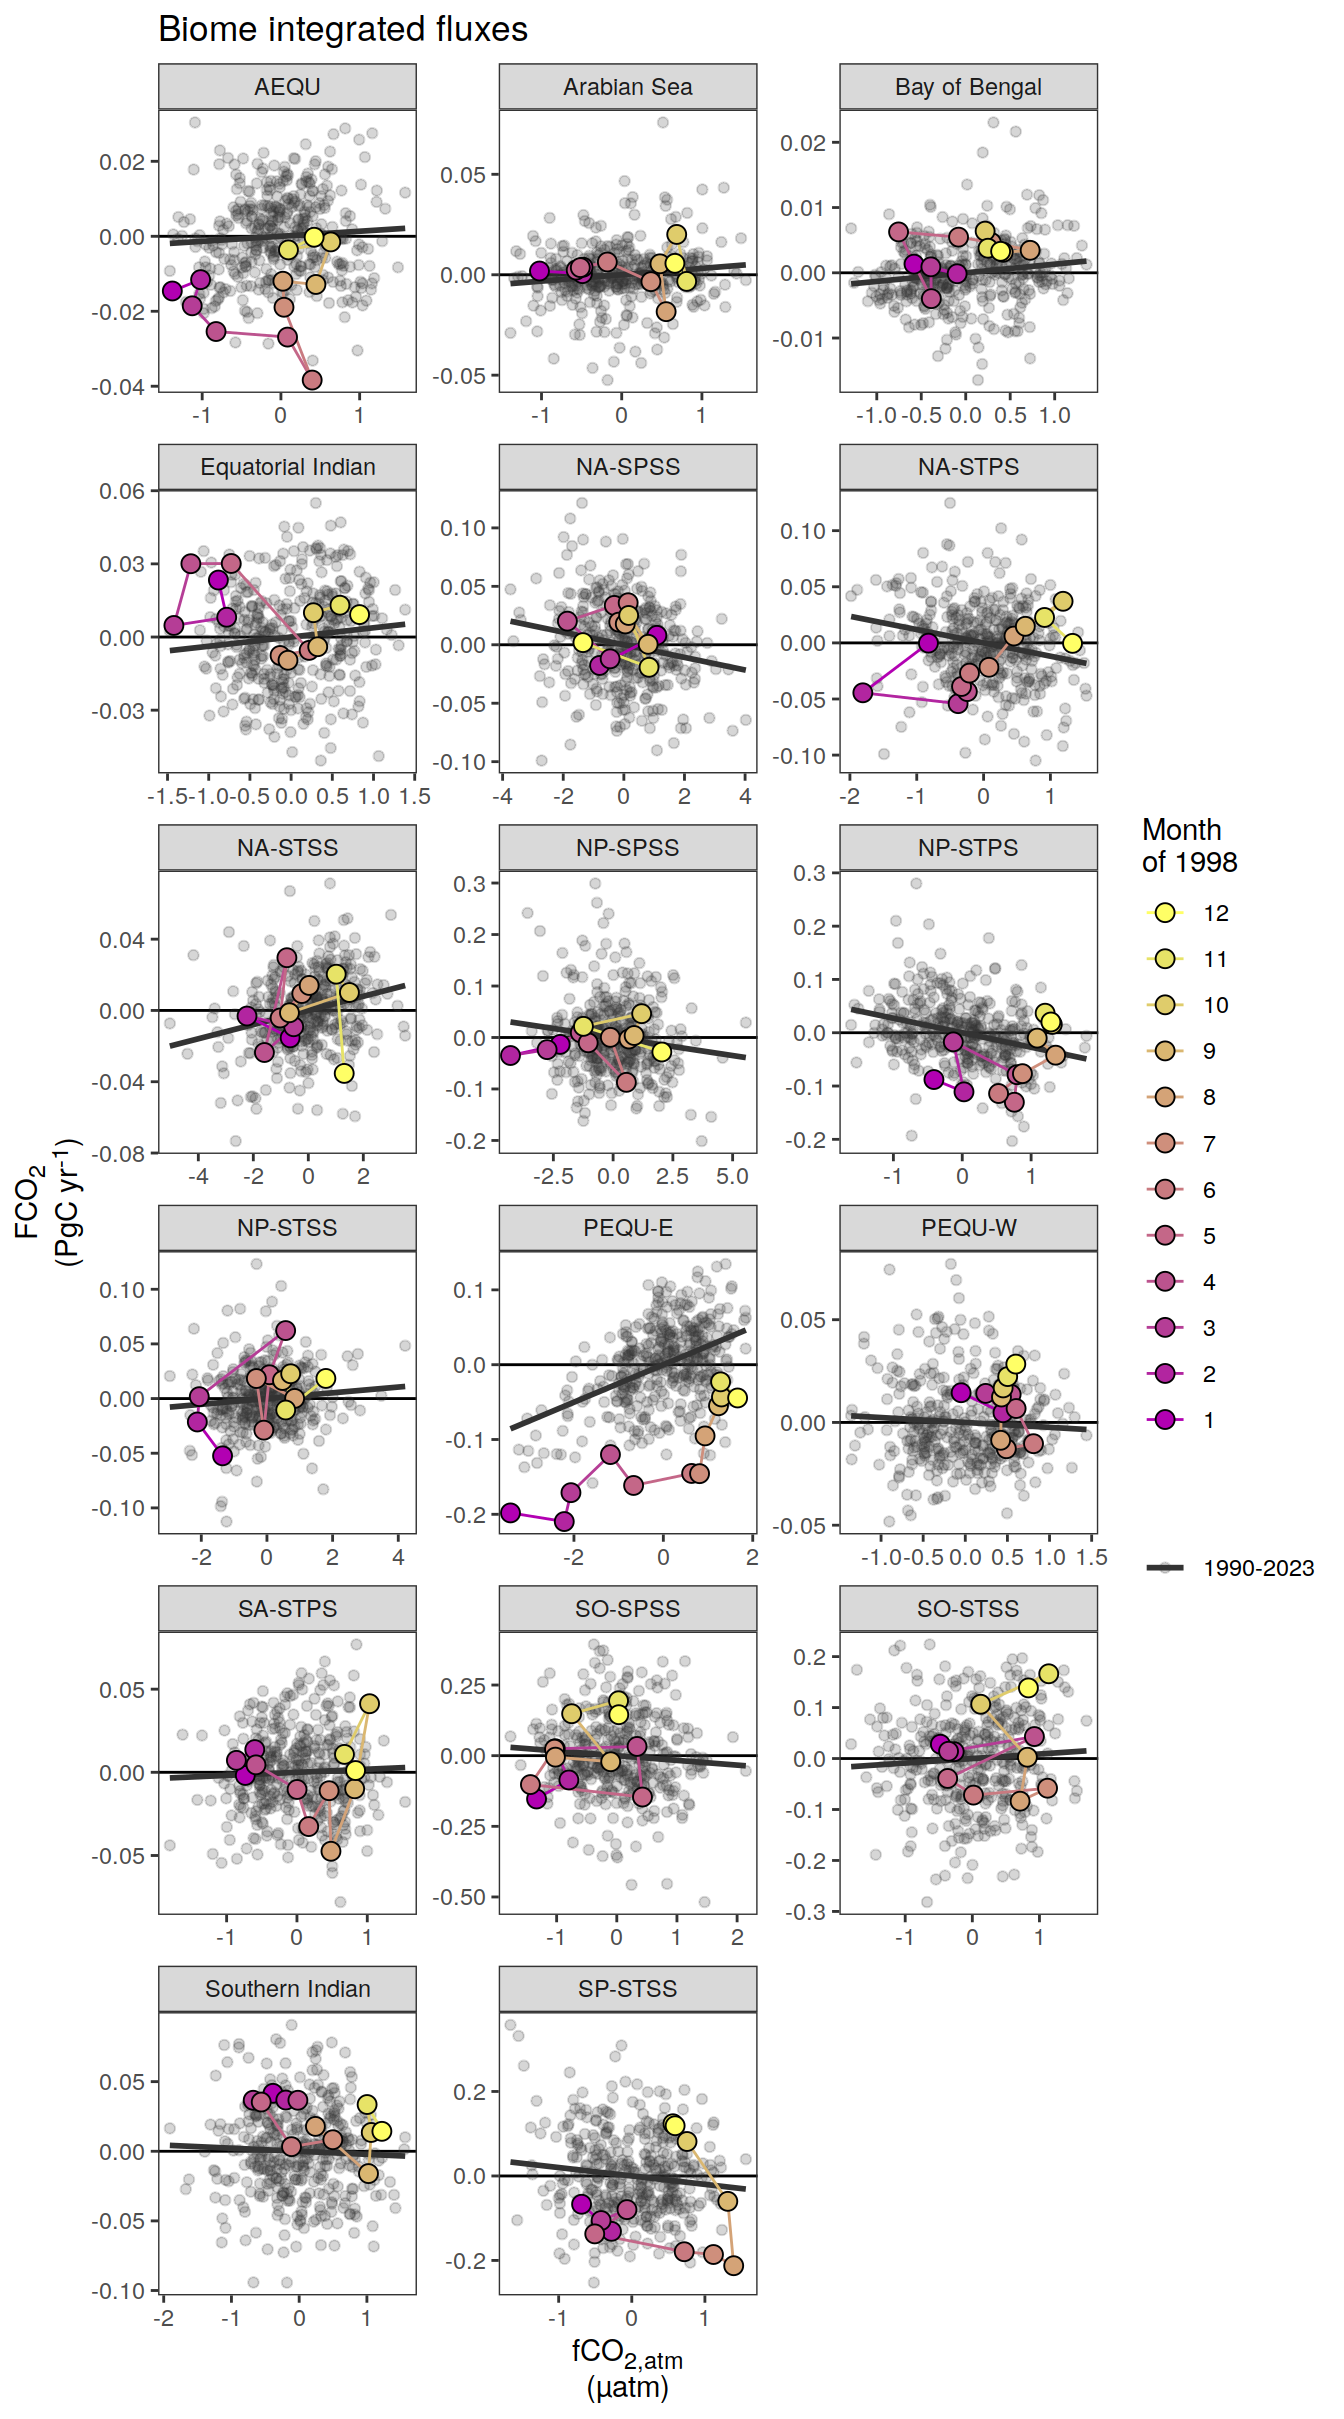 Biome integrated fluxes
AEQU
Arabian Sea
Bay of Bengal
0.02
0.00
-0.02
-0.04
0.05
0.00
-0.05
0.02
0.01
0.00
-0.01
-1 0 1
-1 0 1
-1.0 -0.5 0.0 0.5 1.0
Equatorial Indian
NA-SPSS
NA-STPS
0.06
0.03
0.00
-0.03
0.10
0.05
0.00
-0.05
-0.10
0.10
0.05
0.00
-0.05
-0.10
-1.5 -1.0 -0.5 0.0 0.5 1.0 1.5
-4 -2 0 2 4
-2 -1 0 1
NA-STSS
NP-SPSS
NP-STPS
0.04
0.00
-0.04
-0.08
0.3
0.2
0.1
0.0
-0.1
-0.2
0.3
0.2
0.1
0.0
-0.1
-0.2
-4 -2 0 2
-2.5 0.0 2.5 5.0
-1 0 1
NP-STSS
PEQU-E
PEQU-W
0.10
0.05
0.00
-0.05
-0.10
0.1
0.0
-0.1
-0.2
0.05
0.00
-0.05
-2 0 2 4
-2 0 2
-1.0 -0.5 0.0 0.5 1.0 1.5
SA-STPS
SO-SPSS
SO-STSS
0.05
0.00
-0.05
0.25
0.00
-0.25
-0.50
0.2
0.1
0.0
-0.1
-0.2
-0.3
-1 0 1
-1 0 1 2
-1 0 1
Southern Indian
SP-STSS
0.05
0.00
-0.05
-0.10
0.2
0.0
-0.2
-2 -1 0 1
-1 0 1
FCO2
(PgC yr-1)
fCO2,atm
(µatm)
Month
of 1998
12
11
10
9
8
7
6
5
4
3
2
1
1990-2023